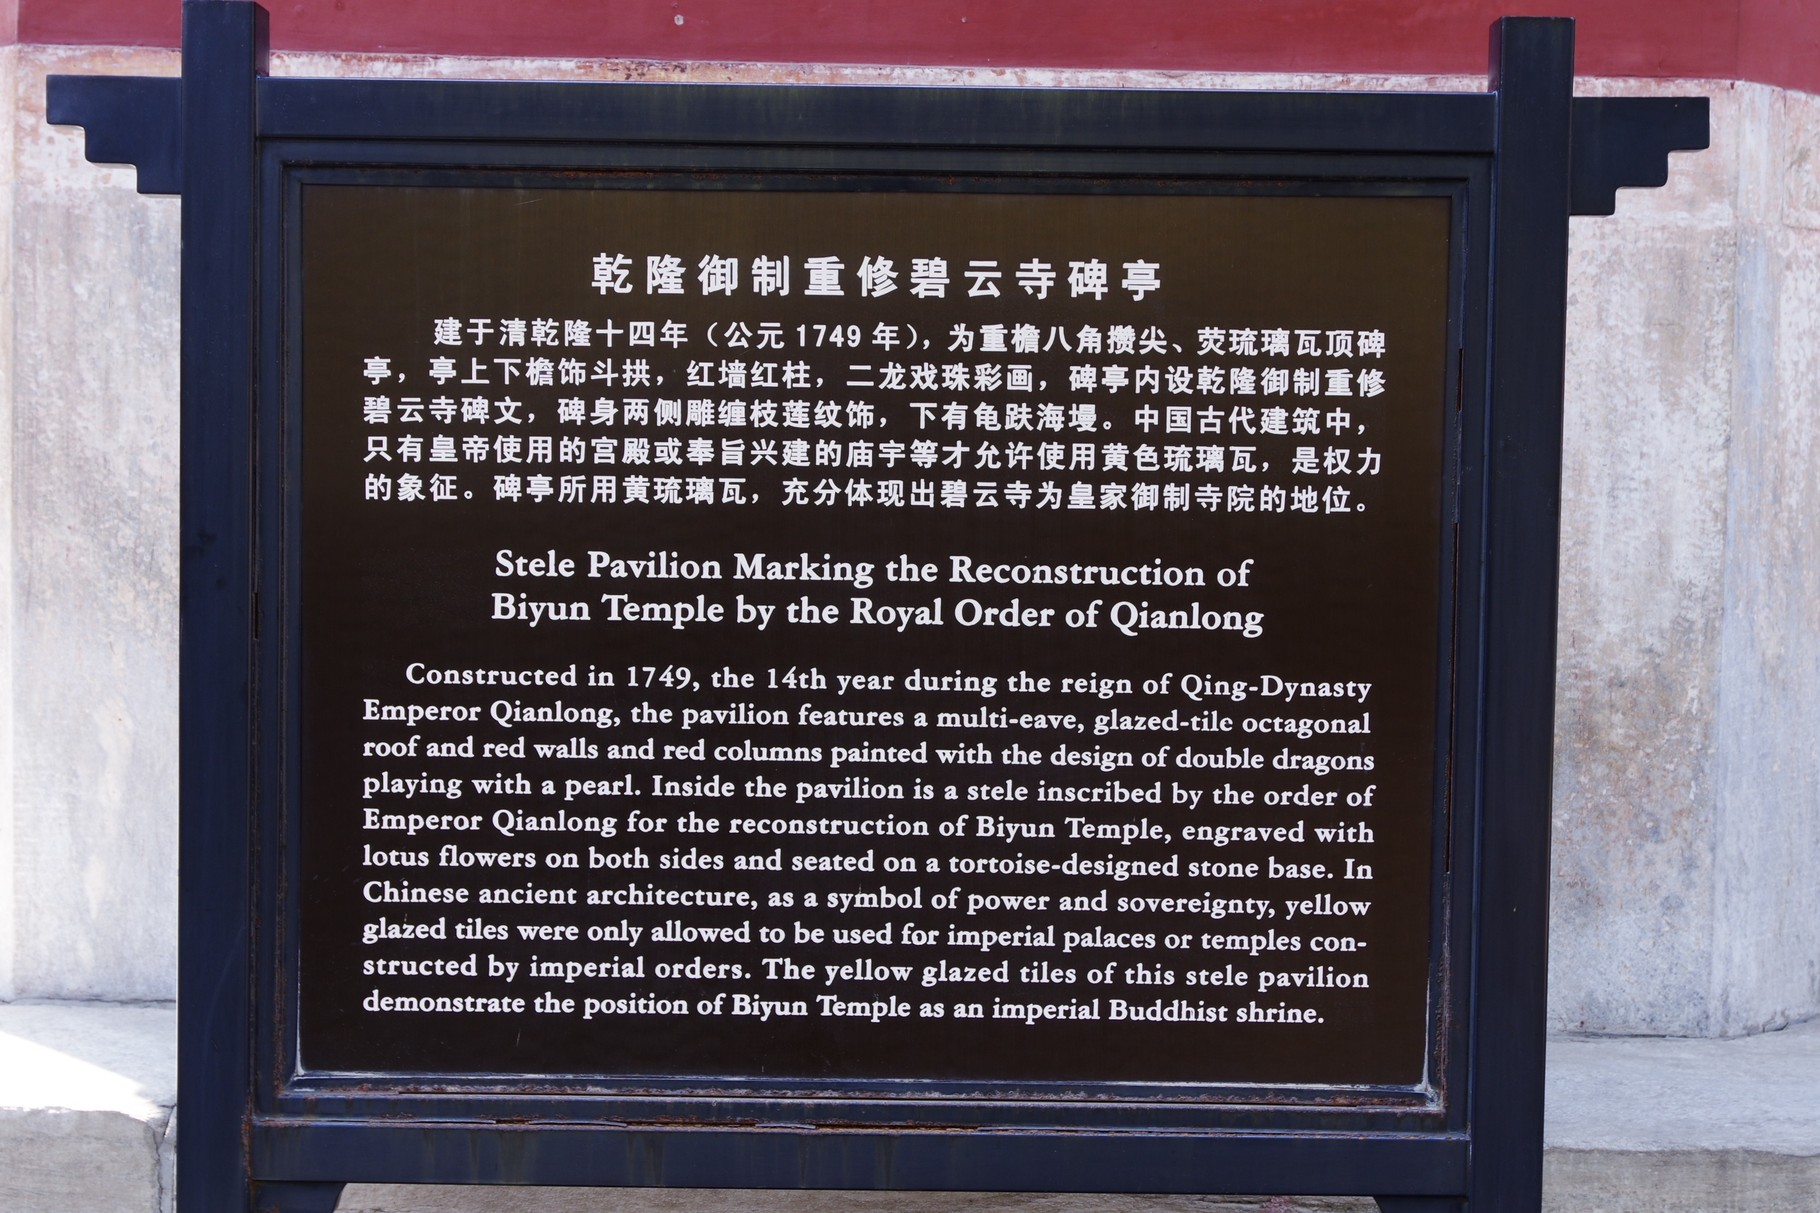 乾隆御制重修碧云寺碑亭
建于清乾隆十四年（公元1749年），为重檐八角攒尖、荧琉璃瓦顶碑
亭，亭上下檐饰斗拱，红墙红柱，二龙戏珠彩画，碑亭内设乾隆御制重修
碧云寺碑文，碑身两侧雕缠枝莲纹饰，下有龟趺海墁。中国古代建筑中，
只有皇帝使用的宫殿或奉旨兴建的庙宇等才允许使用黄色琉璃瓦，是权力
的象征。碑亭所用黄琉璃瓦，充分体现出碧云寺为皇家御制寺院的地位。
Stele Pavilion Marking the Reconstruction of
Biyun Temple by the Royal Order of Qianlong
Constructed in 1749, the 14th year during the reign of Qing-Dynasty
Emperor Qianlong, the pavilion features a multi-eave, glazed-tile octagonal
roof and red walls and red columns painted with the design of double dragons
playing with a pearl. Inside the pavilion is a stele inscribed by the order of
Emperor Qianlong for the reconstruction of Biyun Temple, engraved with
lotus flowers on both sides and seated on a tortoise-designed stone base. In
Chinese ancient architecture, as a symbol of power and sovereignty, yellow
glazed tiles were only allowed to be used for imperial palaces or temples con-
structed by imperial orders. The yellow glazed tiles of this stele pavilion
demonstrate the position of Biyun Temple as an imperial Buddhist shrine.